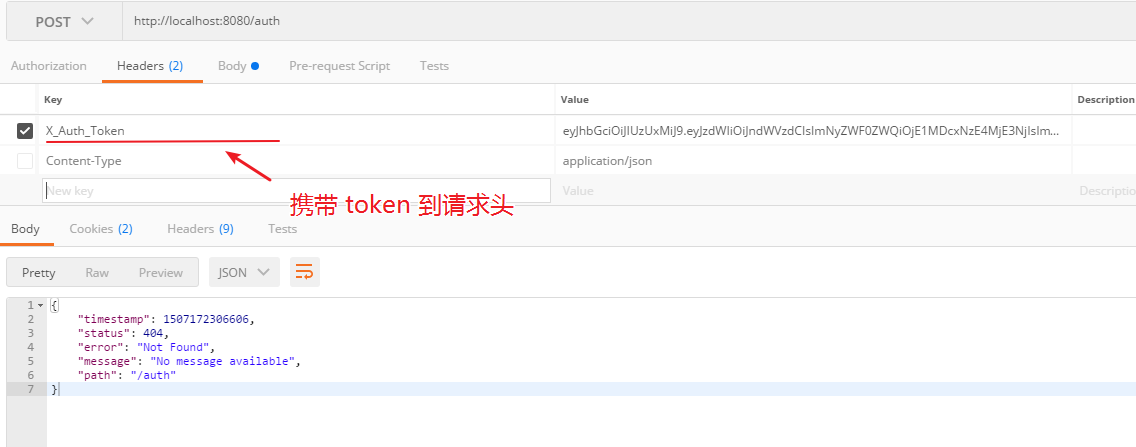 POST http://localhost:8080/auth
Authorization Headers (2) Body Pre-request Script Tests
Key Value Description
X_Auth_Token eyJhbGciOiJIUzUxMiJ9.eyJzdWIiOiJndWVzdCIsImNyZWF0ZWQiOjE1MDcxNzE4MjE3NjIsIm...
Content-Type application/json
New key Value Descriptio
携带 token 到请求头
Body Cookies (2) Headers (9) Tests
Pretty Raw Preview JSON
1 {
2 "timestamp": 1507172306606,
3 "status": 404,
4 "error": "Not Found",
5 "message": "No message available",
6 "path": "/auth"
7 }